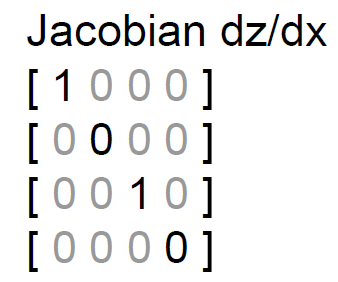 Jacobian dz/dx
[ 1 0 0 0 ]
[ 0 0 0 0 ]
[ 0 0 1 0 ]
[ 0 0 0 0 ]